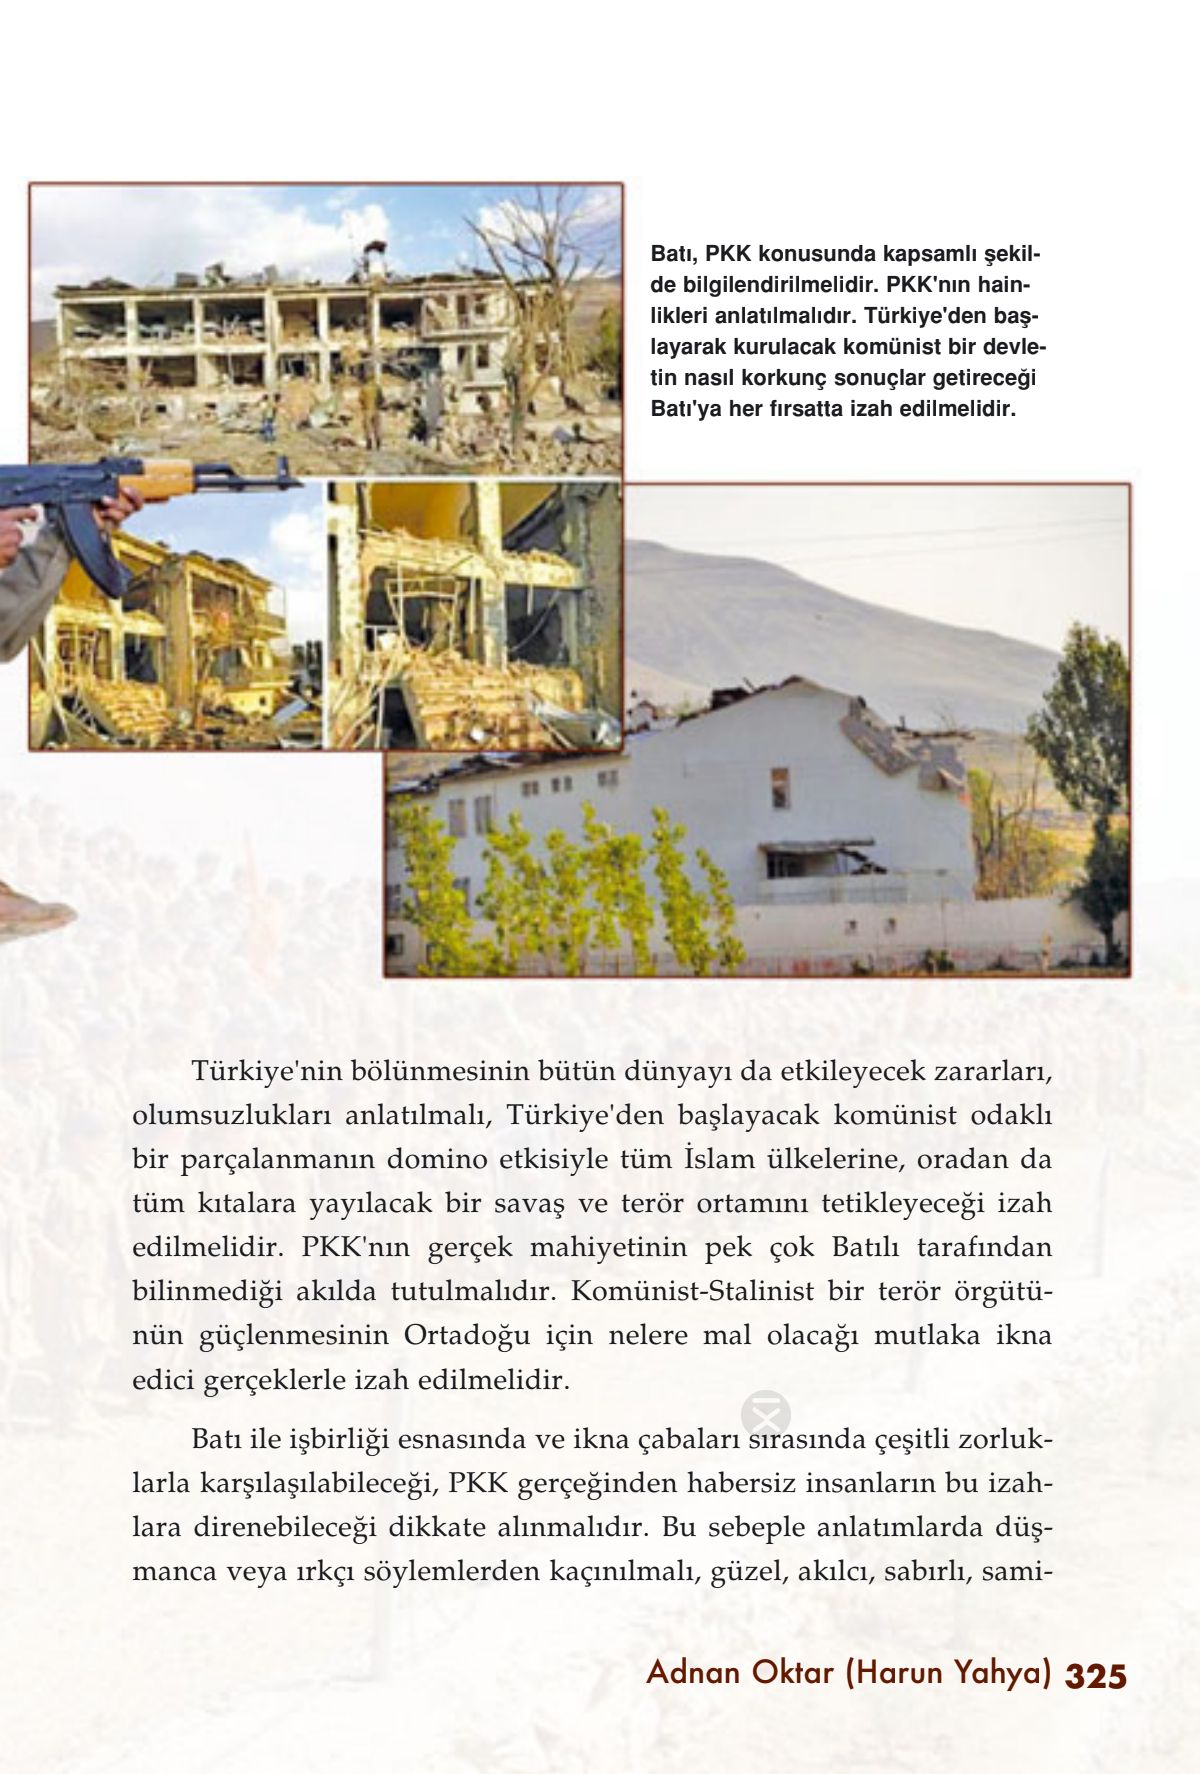 Batı, PKK konusunda kapsamlı şekil-
de bilgilendirilmelidir. PKK'nın hain-
likleri anlatılmalıdır. Türkiye'den baş-
layarak kurulacak komünist bir devle-
tin nasıl korkunç sonuçlar getireceği
Batı'ya her fırsatta izah edilmelidir.
Türkiye'nin bölünmesinin bütün dünyayı da etkileyecek zararları,
olumsuzlukları anlatılmalı, Türkiye'den başlayacak komünist odaklı
bir parçalanmanın domino etkisiyle tüm İslam ülkelerine, oradan da
tüm kıtalara yayılacak bir savaş ve terör ortamını tetikleyeceği izah
edilmelidir. PKK'nın gerçek mahiyetinin pek çok Batılı tarafından
bilinmediği akılda tutulmalıdır. Komünist-Stalinist bir terör örgütü-
nün güçlenmesinin Ortadoğu için nelere mal olacağı mutlaka ikna
edici gerçeklerle izah edilmelidir.
Batı ile işbirliği esnasında ve ikna çabaları sırasında çeşitli zorluk-
larla karşılaşılabileceği, PKK gerçeğinden habersiz insanların bu izah-
lara direnebileceği dikkate alınmalıdır. Bu sebeple anlatımlarda düş-
manca veya ırkçı söylemlerden kaçınılmalı, güzel, akılcı, sabırlı, sami-
Adnan Oktar (Harun Yahya) 325